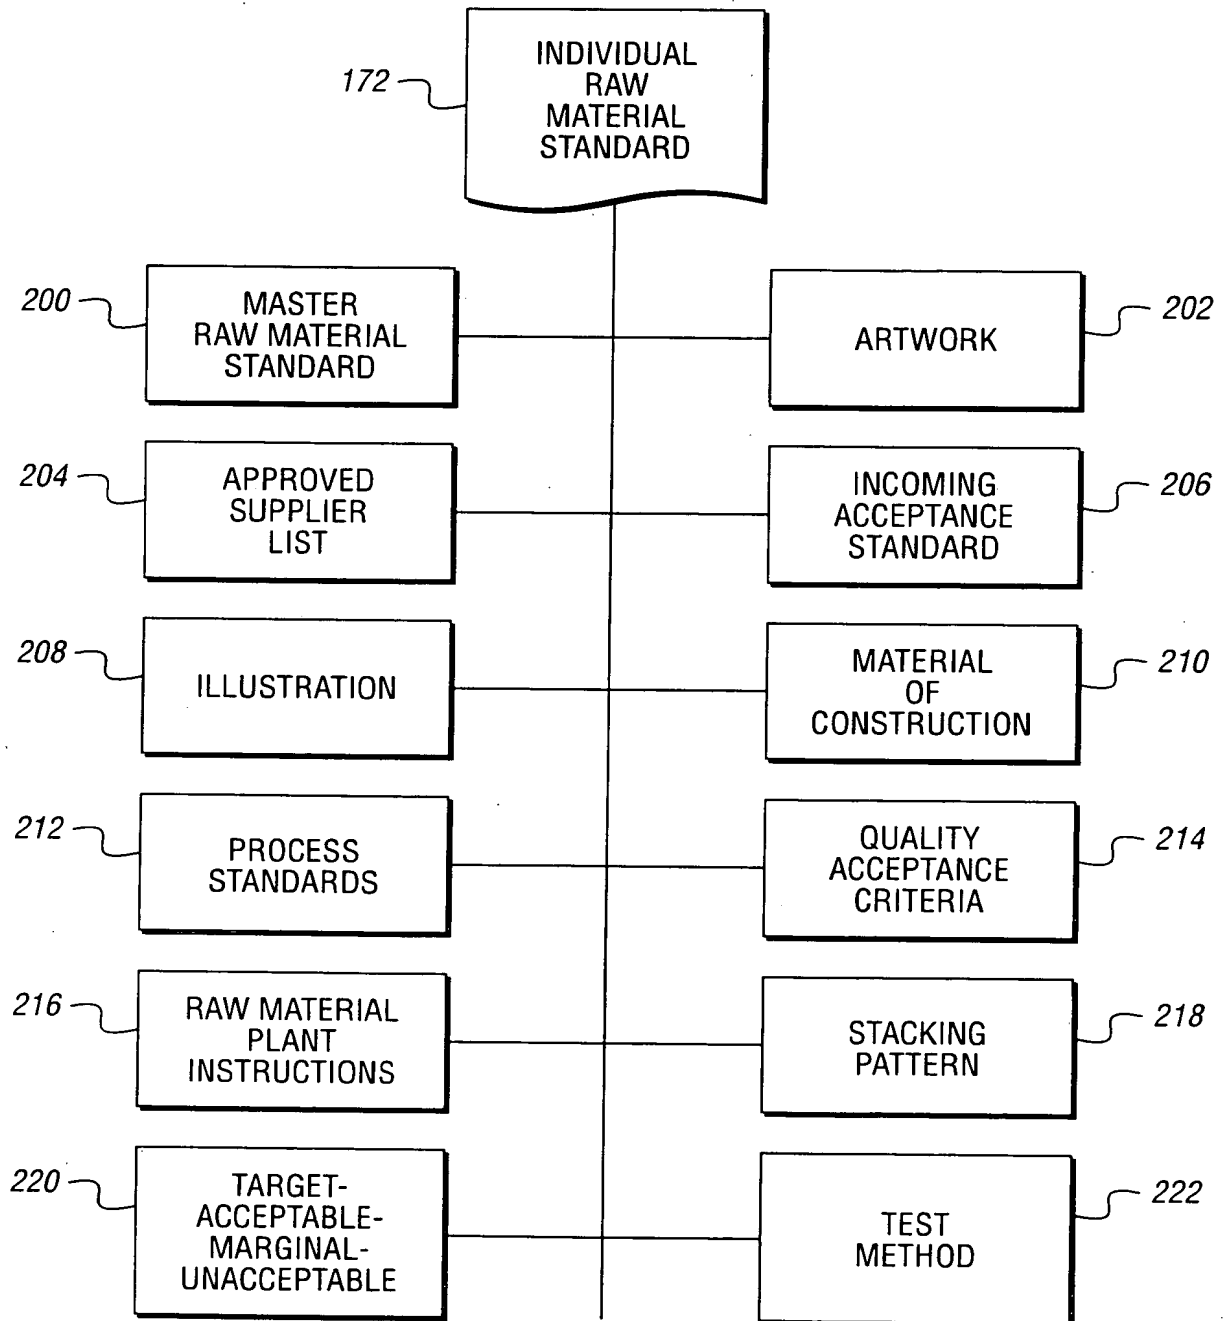 172
INDIVIDUAL
RAW
MATERIAL
STANDARD
200
MASTER
RAW MATERIAL
STANDARD
ARTWORK
202
204
APPROVED
SUPPLIER
LIST
INCOMING
ACCEPTANCE
STANDARD
206
208
ILLUSTRATION
MATERIAL
OF
CONSTRUCTION
210
212
PROCESS
STANDARDS
QUALITY
ACCEPTANCE
CRITERIA
214
216
RAW MATERIAL
PLANT
INSTRUCTIONS
STACKING
PATTERN
218
220
TARGET-
ACCEPTABLE-
MARGINAL-
UNACCEPTABLE
TEST
METHOD
222